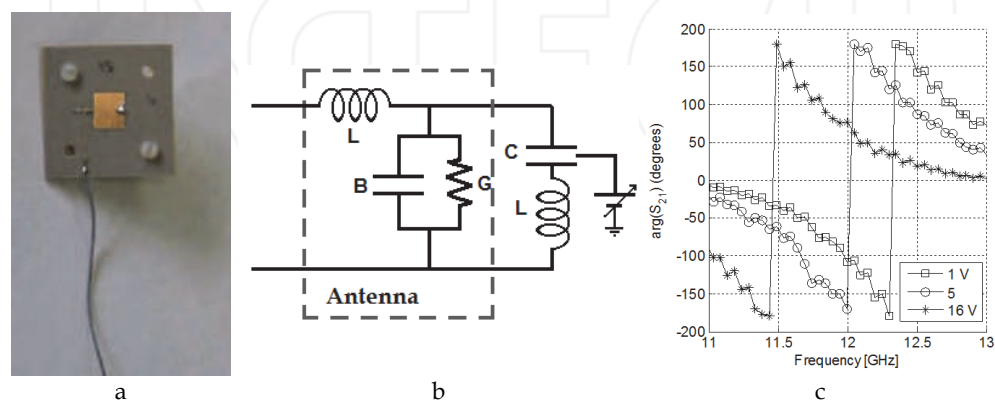 L
B
G
C
L
Antenna
200
150
100
50
0
-50
-100
-150
-200
arg(S21) (degrees)
1 V
5
16 V
11
11.5
12
12.5
13
Frequency [GHz]
a
b
c